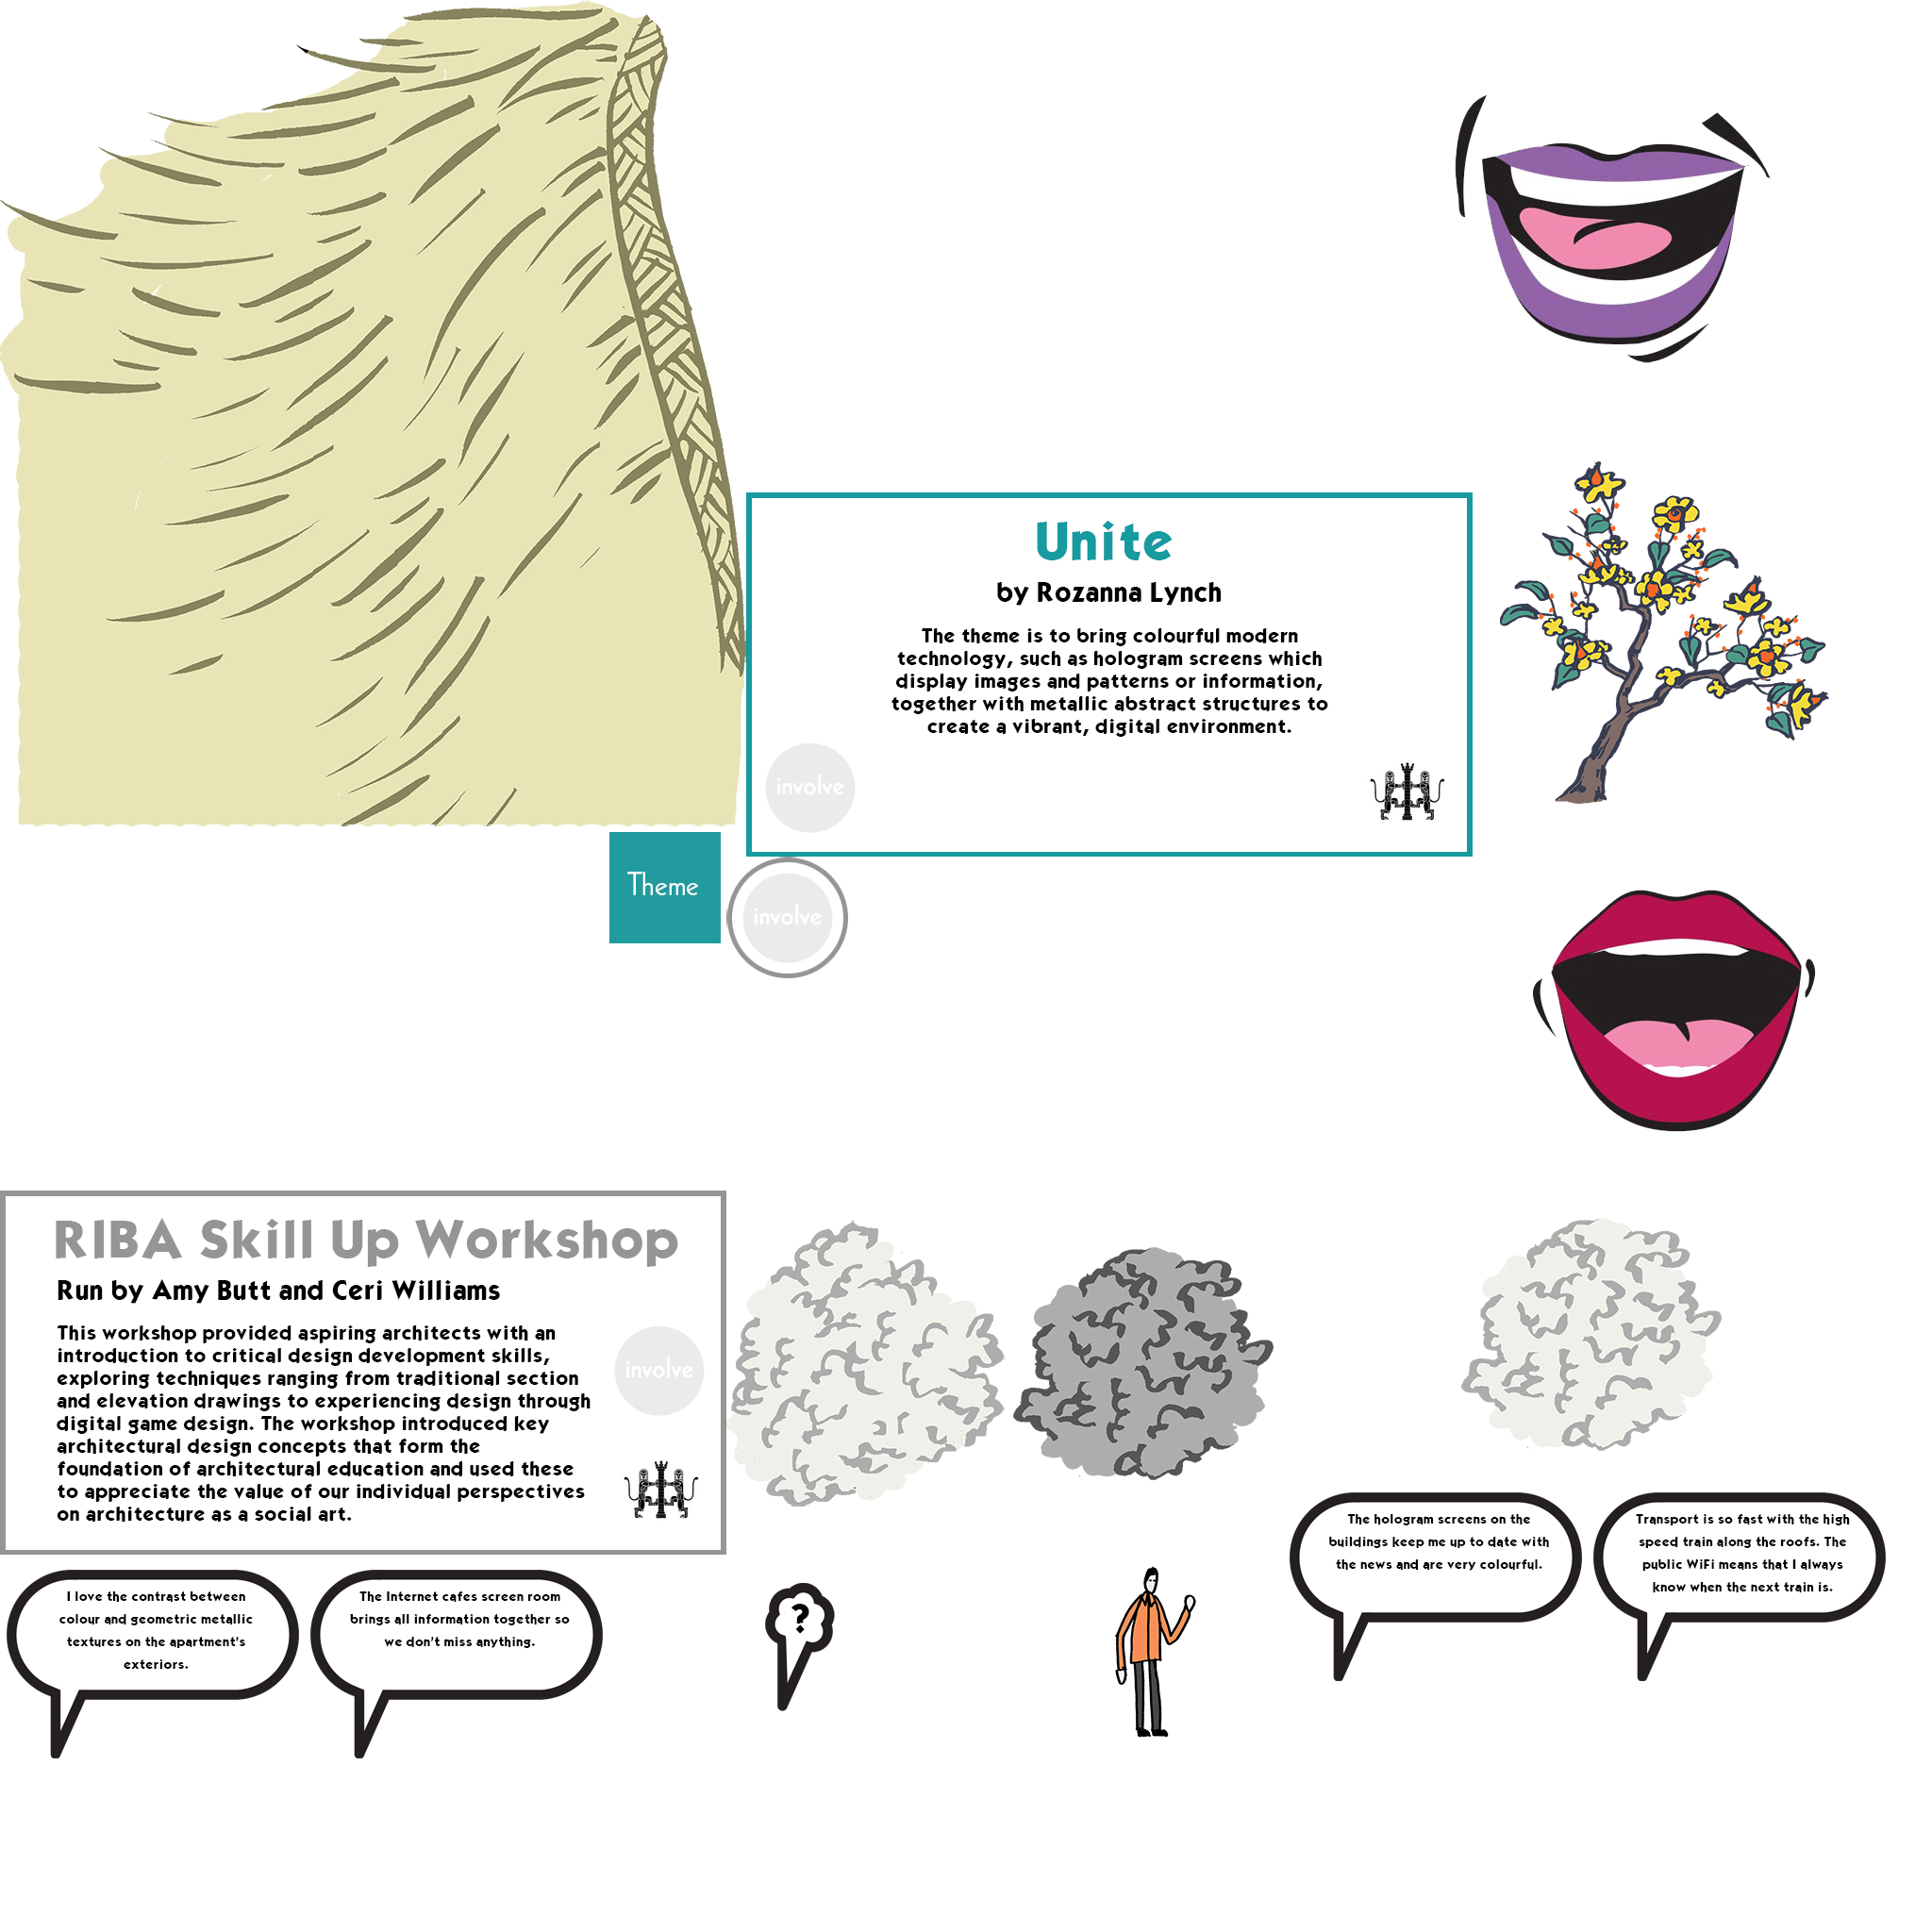 Unite
by Rozanna Lynch
The theme is to bring colourful modern
technology, such as hologram screens which
display images and patterns or information,
together with metallic abstract structures to
create a vibrant, digital environment.
involve
Theme
involve
RIBA Skill Up Workshop
Run by Amy Butt and Ceri Williams
This workshop provided aspiring architects with an
introduction to critical design development skills,
exploring techniques ranging from traditional section
and elevation drawings to experiencing design through
digital game design. The workshop introduced key
architectural design concepts that form the
foundation of architectural education and used these
to appreciate the value of our individual perspectives
on architecture as a social art.
involve
I love the contrast between
colour and geometric metallic
textures on the apartment's
exteriors.
The Internet cafes screen room
brings all information together so
we don't miss anything.
?
The hologram screens on the
buildings keep me up to date with
the news and are very colourful.
Transport is so fast with the high
speed train along the roofs. The
public WiFi means that I always
know when the next train is.